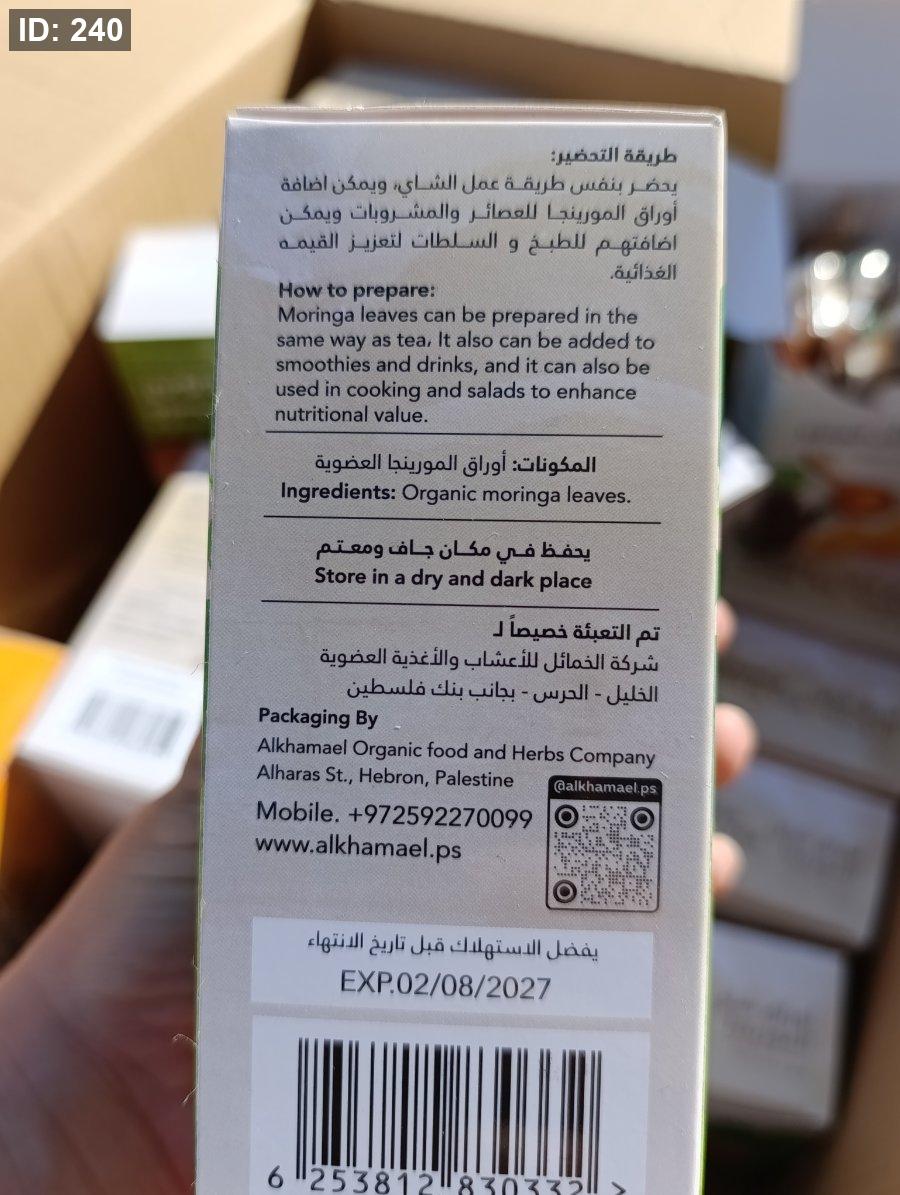 ID: 240
طريقة التحضير:
يحضر بنفس طريقة عمل الشاي، ويمكن اضافة
أوراق المورينجا للعصائر والمشروبات ويمكن
اضافتهم للطبخ و السلطات لتعزيز القيمه
الغذائية.
How to prepare:
Moringa leaves can be prepared in the
same way as tea، It also can be added to
smoothies and drinks, and it can also be
used in cooking and salads to enhance
nutritional value.
المكونات: أوراق المورينجا العضوية
Ingredients: Organic moringa leaves.
يحفظ في مكان جاف ومعتم
Store in a dry and dark place
تم التعبئة خصيصاً لـ
شركة الخمائل للأعشاب والأغذية العضوية
الخليل - الحرس - بجانب بنك فلسطين
Packaging By
Alkhamael Organic food and Herbs Company
Alharas St., Hebron, Palestine
@alkhamael.ps
Mobile. +972592270099
www.alkhamael.ps
يفضل الاستهلاك قبل تاريخ الانتهاء
EXP.02/08/2027
6 253812 830332 >